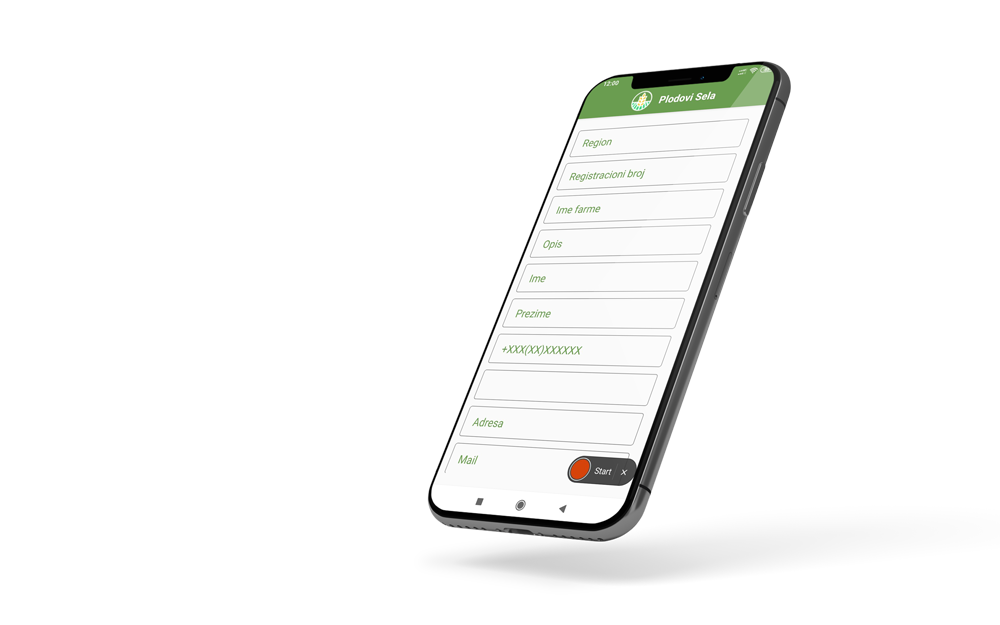 12:00
Plodovi Sela
Region
Registracioni broj
Ime farme
Opis
Ime
Prezime
+XXX(XX)XXXXXX
Adresa
Mail
Start